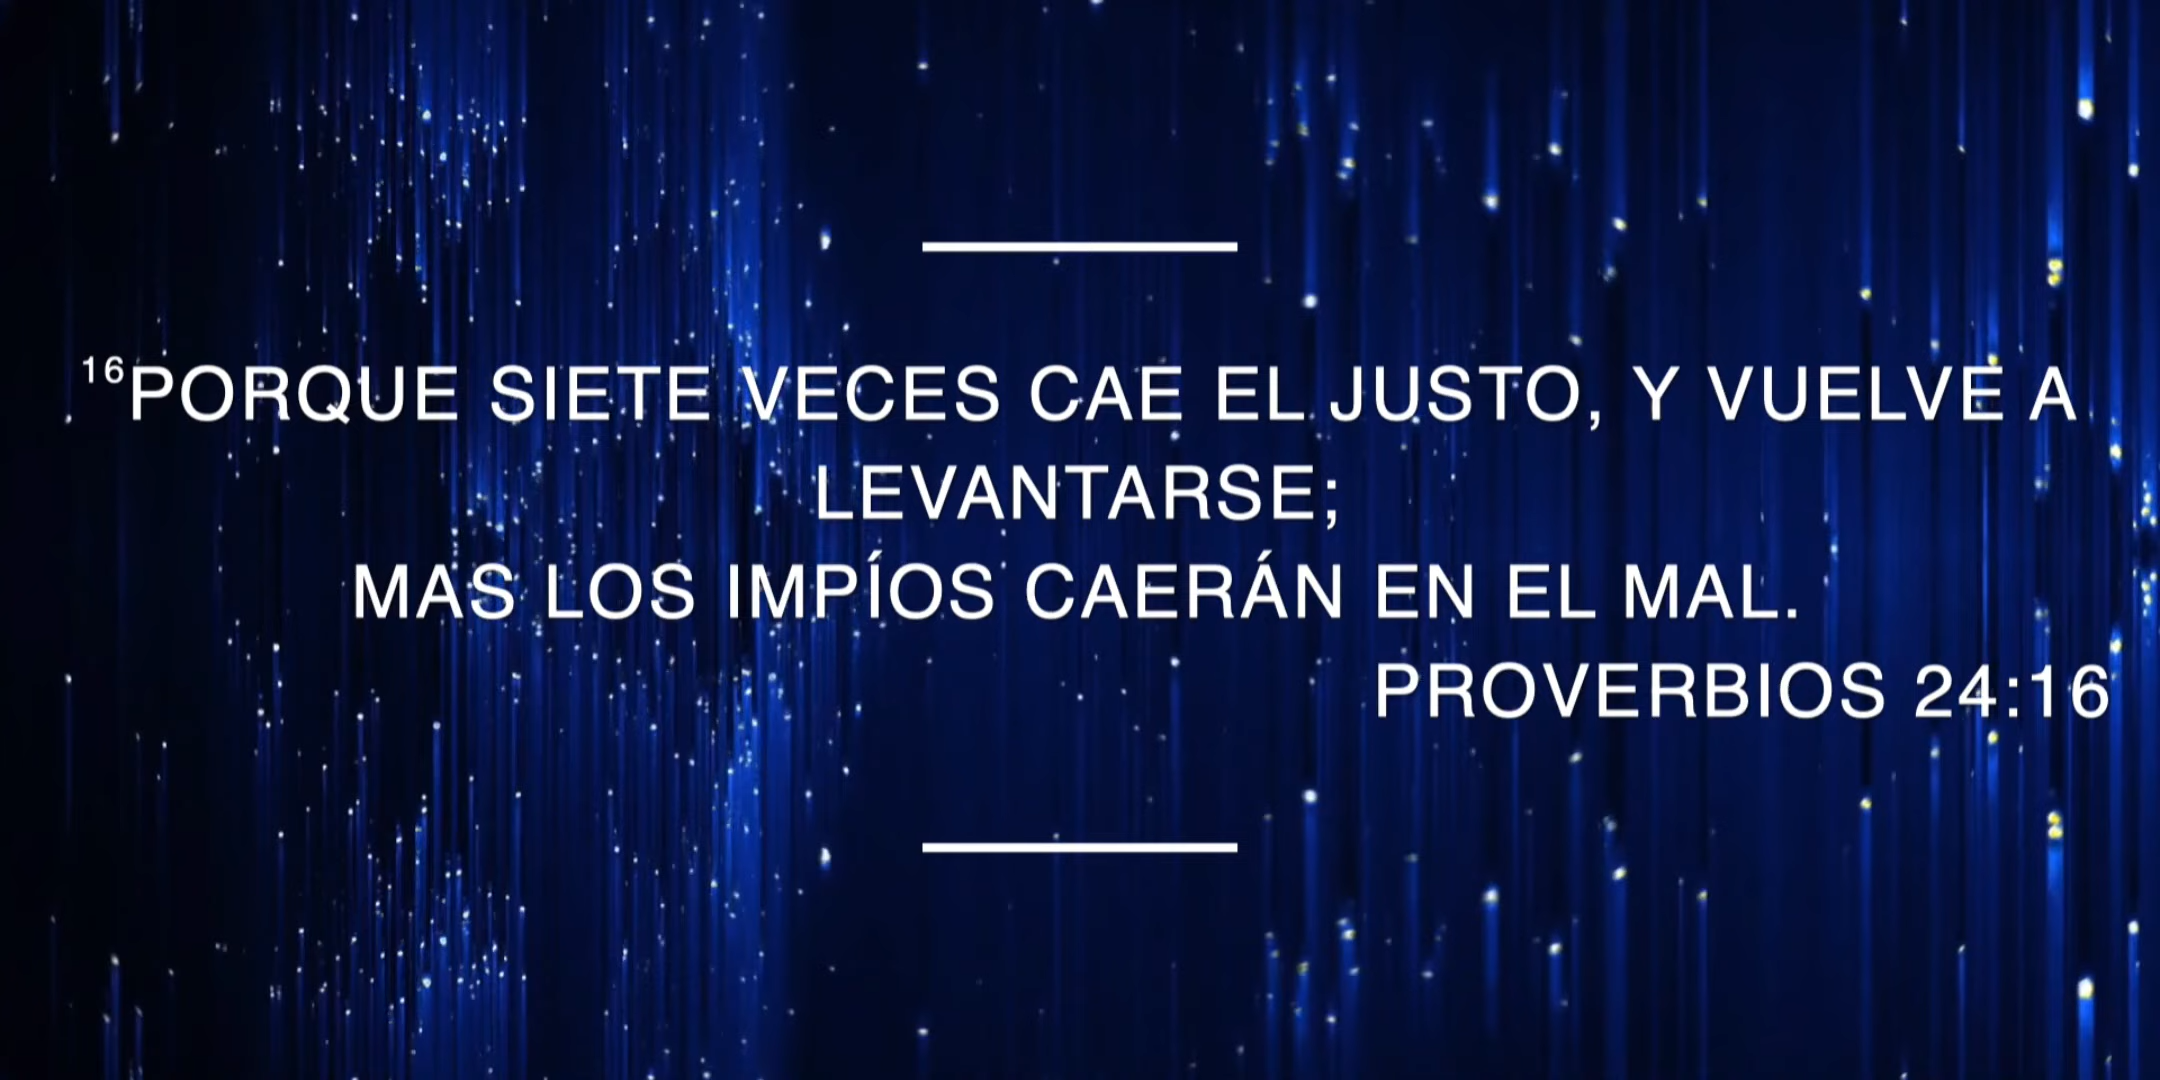 ¹⁶PORQUE SIETE VECES CAE EL JUSTO, Y VUELVE A
LEVANTARSE;
MAS LOS IMPÍOS CAERÁN EN EL MAL.
PROVERBIOS 24:16